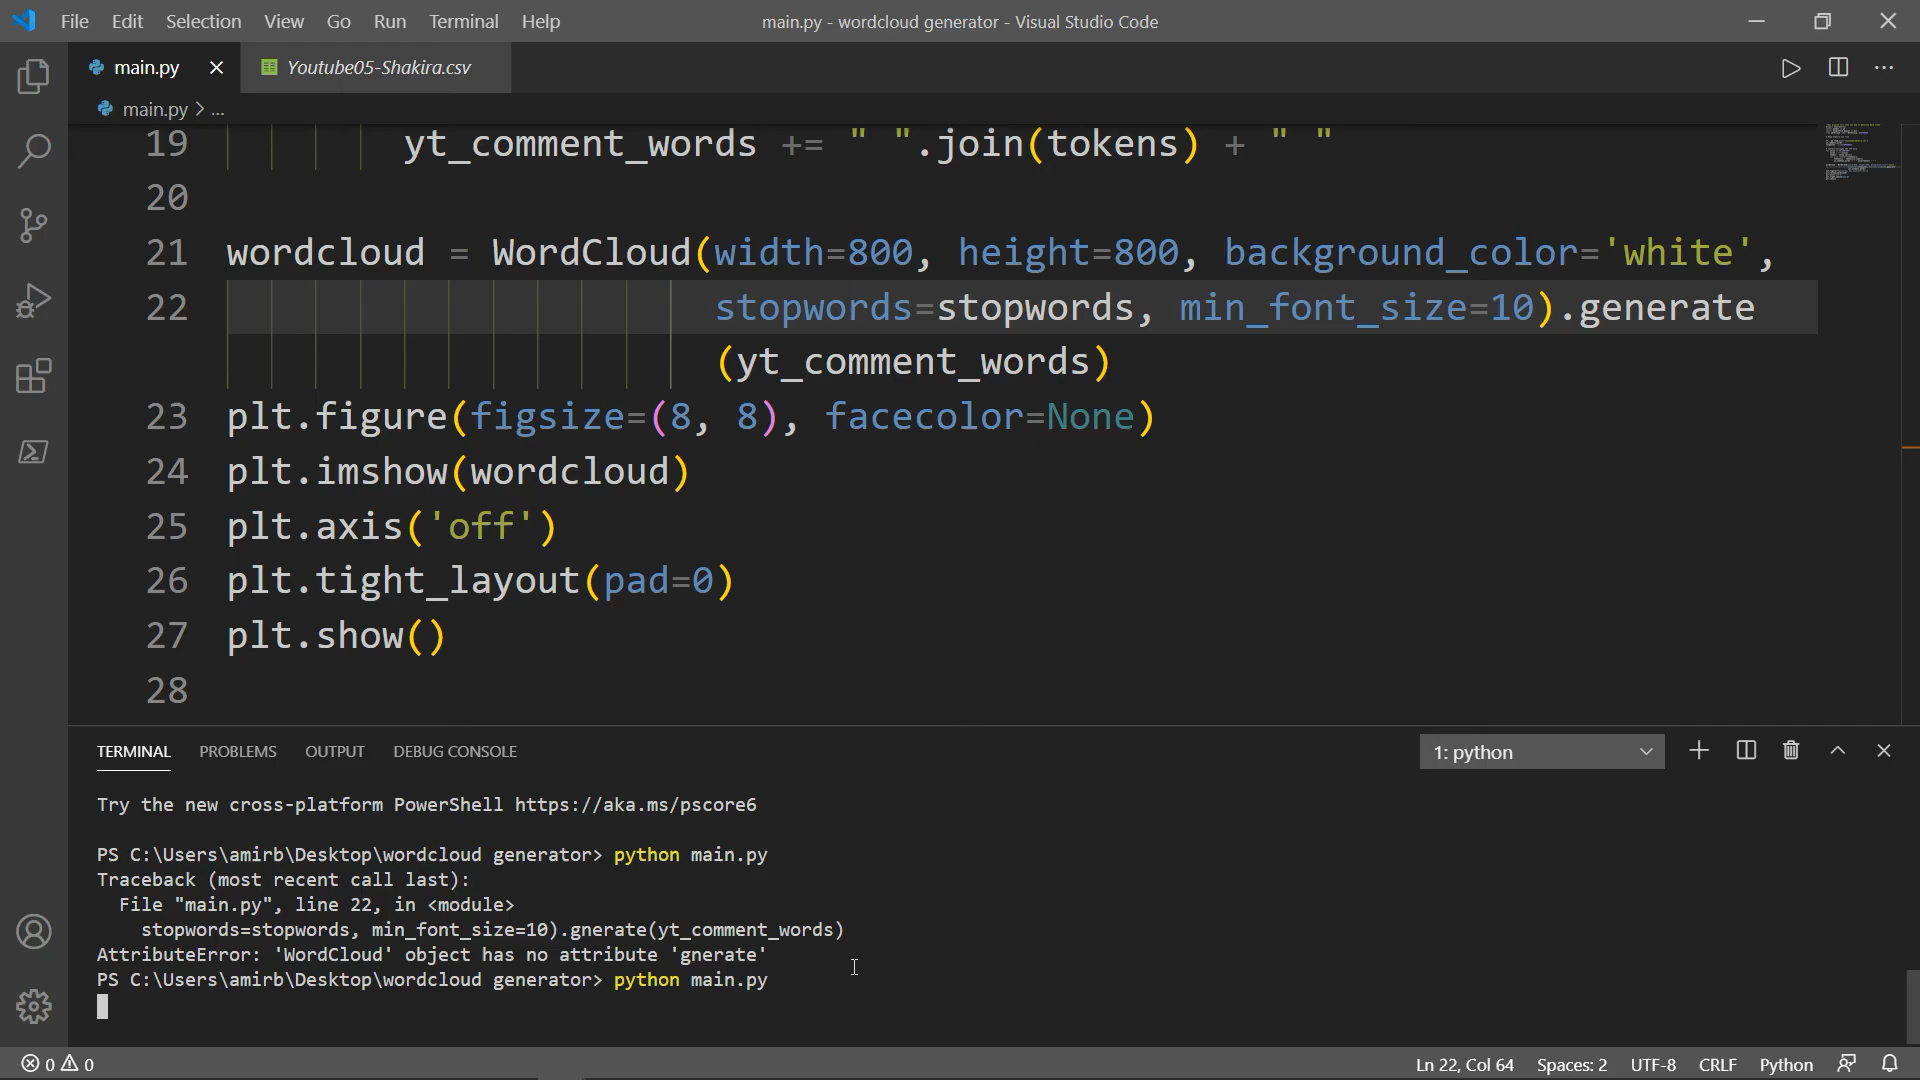 File Edit Selection View Go Run Terminal Help main.py - wordcloud generator - Visual Studio Code
main.py Youtube05-Shakira.csv
main.py > ...
19 yt_comment_words += " ".join(tokens) + " "
20
21 wordcloud = WordCloud(width=800, height=800, background_color='white',
22 stopwords=stopwords, min_font_size=10).generate
(yt_comment_words)
23 plt.figure(figsize=(8, 8), facecolor=None)
24 plt.imshow(wordcloud)
25 plt.axis('off')
26 plt.tight_layout(pad=0)
27 plt.show()
28
TERMINAL PROBLEMS OUTPUT DEBUG CONSOLE 1: python
Try the new cross-platform PowerShell https://aka.ms/pscore6
PS C:\Users\amirb\Desktop\wordcloud generator> python main.py
Traceback (most recent call last):
File "main.py", line 22, in <module>
stopwords=stopwords, min_font_size=10).gnerate(yt_comment_words)
AttributeError: 'WordCloud' object has no attribute 'gnerate'
PS C:\Users\amirb\Desktop\wordcloud generator> python main.py
0 0 Ln 22, Col 64 Spaces: 2 UTF-8 CRLF Python